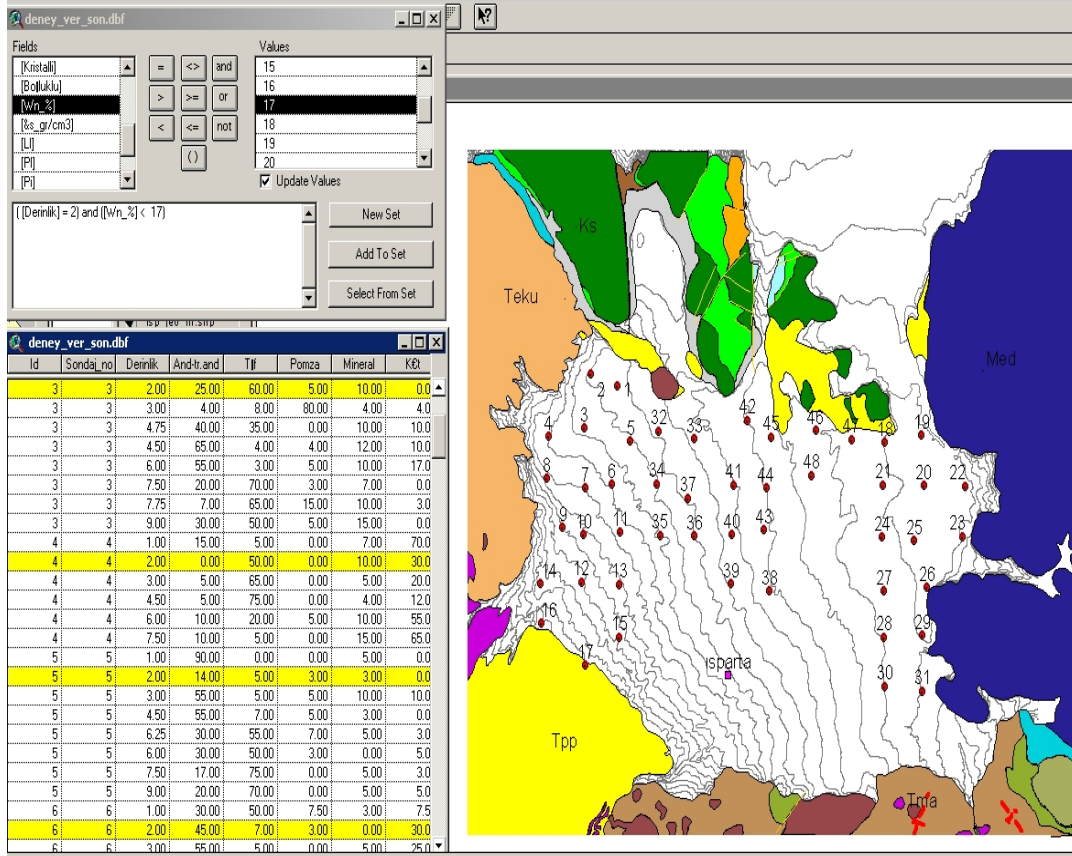 deney_ver_son.dbf
Fields
Values
[Kristalli]
[Bolluklu]
[Wn_%]
[&s_gr/cm3]
[Ll]
[Pl]
[Pi]
= <> and
> >= or
< <= not
( )
15
16
17
18
19
20
Update Values
( [Derinlik] = 2) and ([Wn_%] < 17)
New Set
Add To Set
Select From Set
deney_ver_son.dbf
Id Sondaj_no Derinlik And-tr.and Pomza Mineral
3 3 2.00 25.00 60.00 5.00 10.00 0.0
3 3 3.00 4.00 8.00 80.00 4.00 4.0
3 3 4.75 40.00 35.00 0.00 10.00 10.0
3 3 4.50 65.00 4.00 4.00 12.00 10.0
3 3 6.00 55.00 3.00 5.00 10.00 17.0
3 3 7.50 20.00 70.00 3.00 7.00 0.0
3 3 7.75 7.00 65.00 15.00 10.00 3.0
3 3 9.00 30.00 50.00 5.00 15.00 0.0
4 4 1.00 15.00 5.00 0.00 7.00 70.0
4 4 2.00 0.00 50.00 0.00 10.00 30.0
4 4 3.00 5.00 65.00 0.00 5.00 20.0
4 4 4.50 5.00 75.00 0.00 4.00 12.0
4 4 6.00 10.00 20.00 5.00 10.00 55.0
4 4 7.50 10.00 5.00 0.00 15.00 65.0
5 5 1.00 90.00 0.00 0.00 5.00 5.0
5 5 2.00 14.00 5.00 3.00 3.00 0.0
5 5 3.00 55.00 5.00 5.00 10.00 10.0
5 5 4.50 55.00 7.00 5.00 3.00 0.0
5 5 6.25 30.00 55.00 7.00 5.00 3.0
5 5 6.00 30.00 50.00 3.00 0.00 5.0
5 5 7.50 17.00 75.00 0.00 5.00 3.0
5 5 9.00 20.00 70.00 0.00 5.00 5.0
6 6 1.00 30.00 50.00 7.50 3.00 7.5
6 6 2.00 45.00 7.00 3.00 0.00 30.0
6 6 3.00 55.00 5.00 0.00 5.00 25.0
Ks
Teku
Med
2
4 3 5 32 33 42 45 46 47 18 19
8 7 6 34 37 41 44 48 21 20 22
9 10 11 35 36 40 43 24 25 23
14 12 13 39 38 27 26
16 15 28 29
17 ısparta 30 31
Tpp
Tma